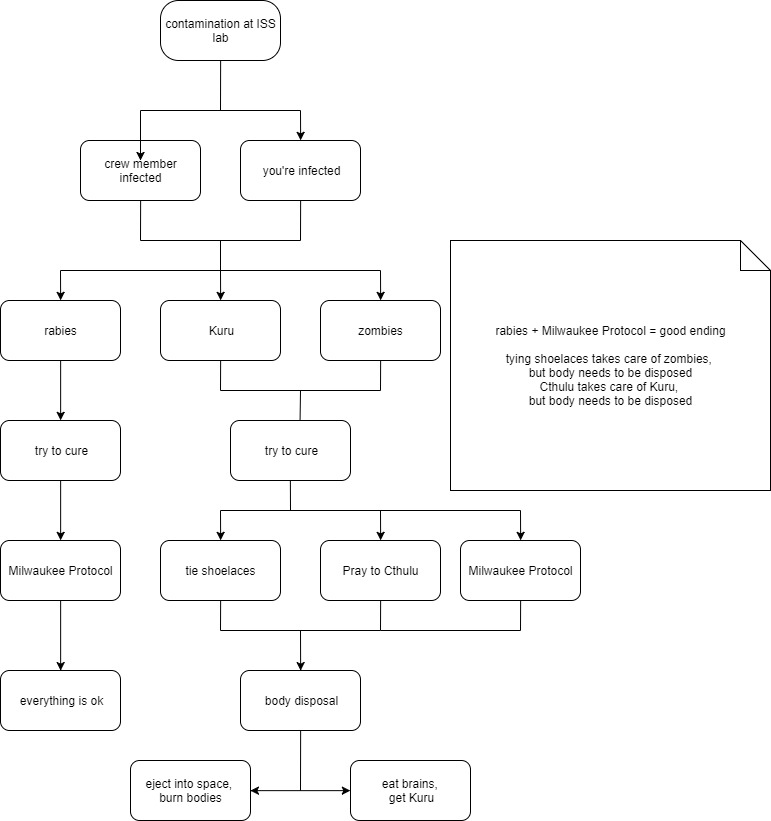 contamination at ISS
lab
crew member
infected
you're infected
rabies
Kuru
zombies
rabies + Milwaukee Protocol = good ending
tying shoelaces takes care of zombies,
but body needs to be disposed
Cthulu takes care of Kuru,
but body needs to be disposed
try to cure
try to cure
Milwaukee Protocol
tie shoelaces
Pray to Cthulu
Milwaukee Protocol
everything is ok
body disposal
eject into space,
burn bodies
eat brains,
get Kuru